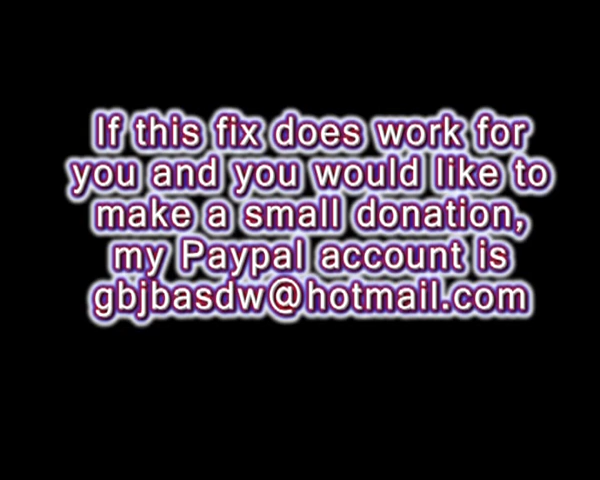 If this fix does work for
you and you would like to
make a small donation,
my Paypal account is
gbjbasdw@hotmail.com